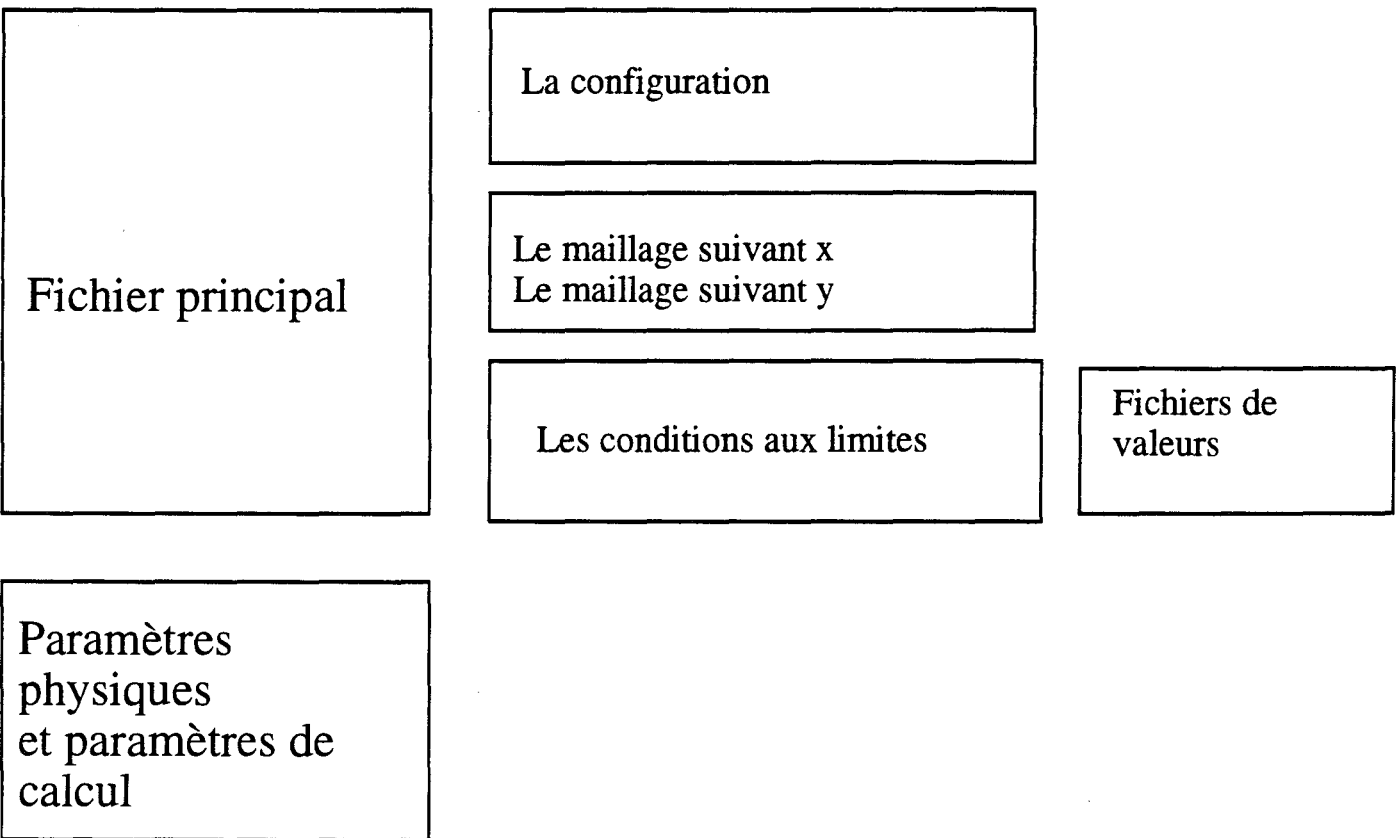 Fichier principal
La configuration
Le maillage suivant x
Le maillage suivant y
Les conditions aux limites
Fichiers de
valeurs
Paramètres
physiques
et paramètres de
calcul